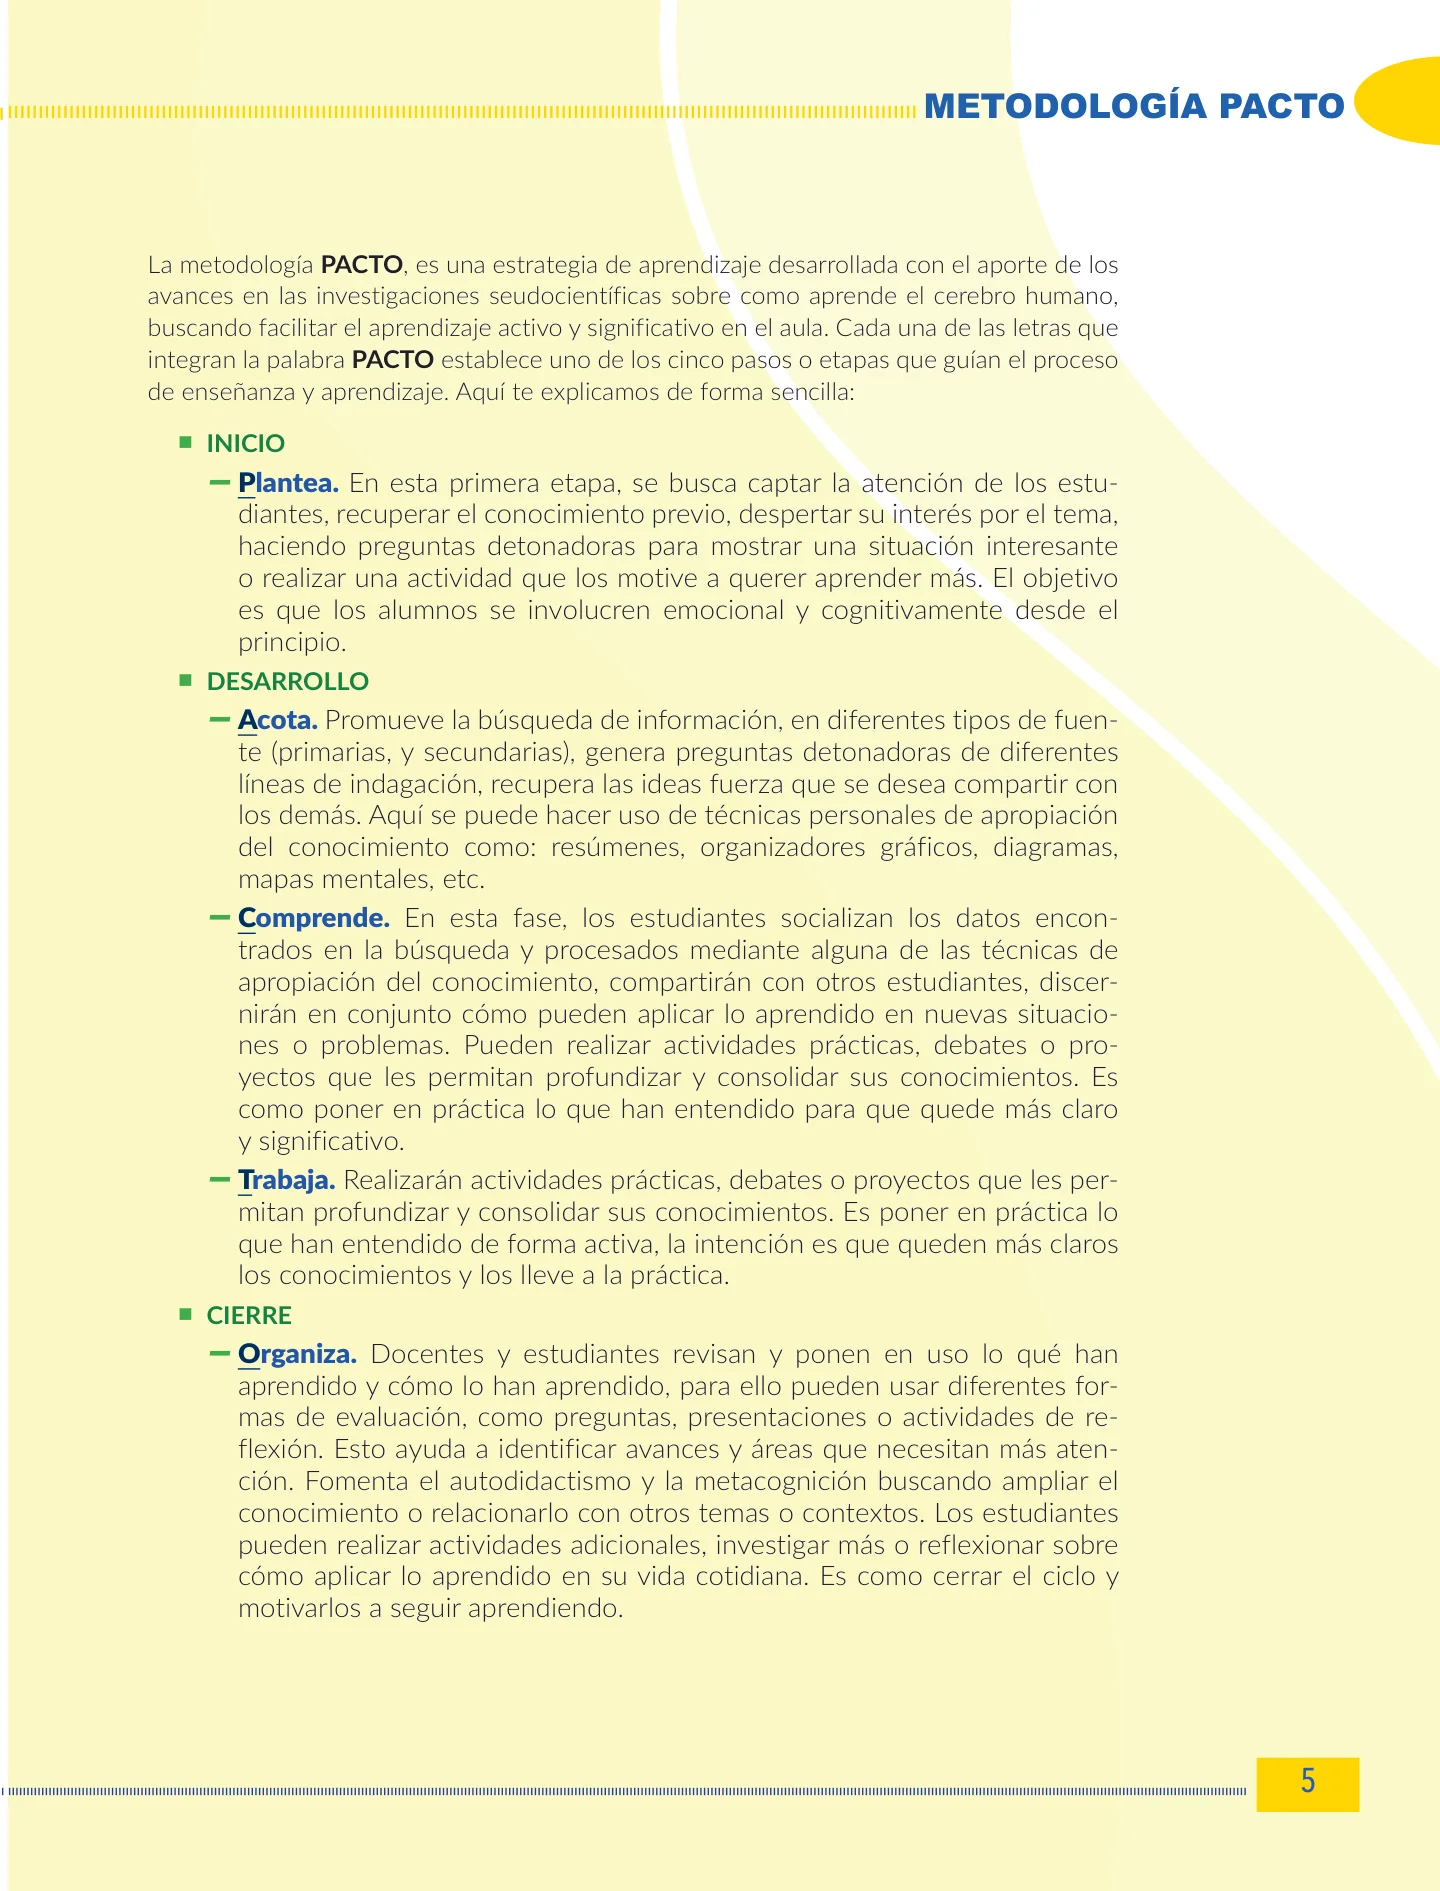 METODOLOGÍA PACTO
La metodología PACTO, es una estrategia de aprendizaje desarrollada con el aporte de los
avances en las investigaciones seudocientíficas sobre como aprende el cerebro humano,
buscando facilitar el aprendizaje activo y significativo en el aula. Cada una de las letras que
integran la palabra PACTO establece uno de los cinco pasos o etapas que guían el proceso
de enseñanza y aprendizaje. Aquí te explicamos de forma sencilla:
■ INICIO
– Plantea. En esta primera etapa, se busca captar la atención de los estu-
diantes, recuperar el conocimiento previo, despertar su interés por el tema,
haciendo preguntas detonadoras para mostrar una situación interesante
o realizar una actividad que los motive a querer aprender más. El objetivo
es que los alumnos se involucren emocional y cognitivamente desde el
principio.
■ DESARROLLO
– Acota. Promueve la búsqueda de información, en diferentes tipos de fuen-
te (primarias, y secundarias), genera preguntas detonadoras de diferentes
líneas de indagación, recupera las ideas fuerza que se desea compartir con
los demás. Aquí se puede hacer uso de técnicas personales de apropiación
del conocimiento como: resúmenes, organizadores gráficos, diagramas,
mapas mentales, etc.
– Comprende. En esta fase, los estudiantes socializan los datos encon-
trados en la búsqueda y procesados mediante alguna de las técnicas de
apropiación del conocimiento, compartirán con otros estudiantes, discer-
nirán en conjunto cómo pueden aplicar lo aprendido en nuevas situacio-
nes o problemas. Pueden realizar actividades prácticas, debates o pro-
yectos que les permitan profundizar y consolidar sus conocimientos. Es
como poner en práctica lo que han entendido para que quede más claro
y significativo.
– Trabaja. Realizarán actividades prácticas, debates o proyectos que les per-
mitan profundizar y consolidar sus conocimientos. Es poner en práctica lo
que han entendido de forma activa, la intención es que queden más claros
los conocimientos y los lleve a la práctica.
■ CIERRE
– Organiza. Docentes y estudiantes revisan y ponen en uso lo qué han
aprendido y cómo lo han aprendido, para ello pueden usar diferentes for-
mas de evaluación, como preguntas, presentaciones o actividades de re-
flexión. Esto ayuda a identificar avances y áreas que necesitan más aten-
ción. Fomenta el autodidactismo y la metacognición buscando ampliar el
conocimiento o relacionarlo con otros temas o contextos. Los estudiantes
pueden realizar actividades adicionales, investigar más o reflexionar sobre
cómo aplicar lo aprendido en su vida cotidiana. Es como cerrar el ciclo y
motivarlos a seguir aprendiendo.
5